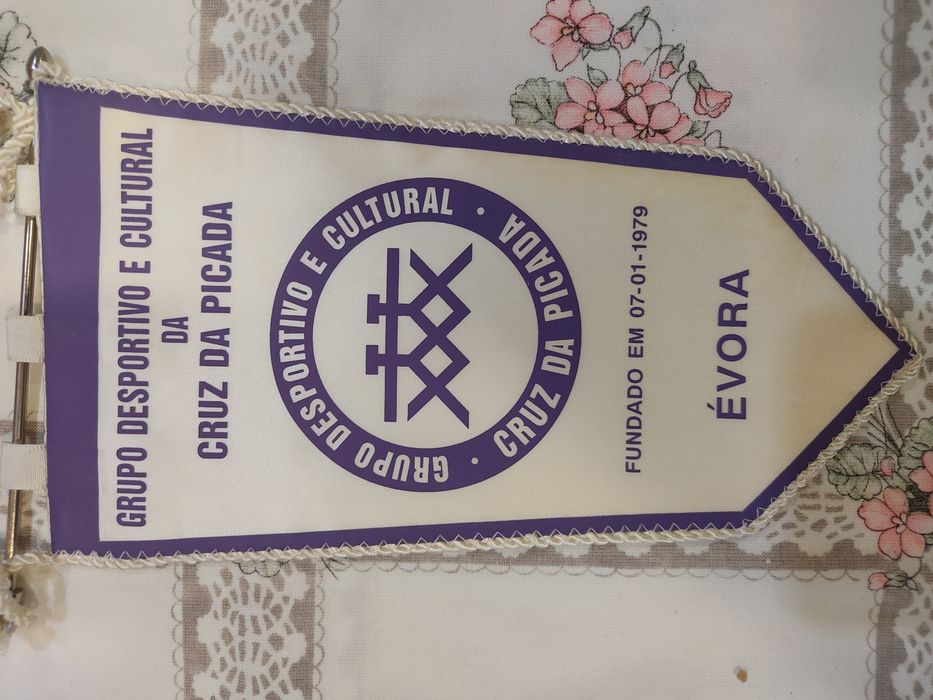 GRUPO DESPORTIVO E CULTURAL
DA
CRUZ DA PICADA
GRUPO DESPORTIVO E CULTURAL ·
CRUZ DA PICADA ·
FUNDADO EM 07-01-1979
ÉVORA